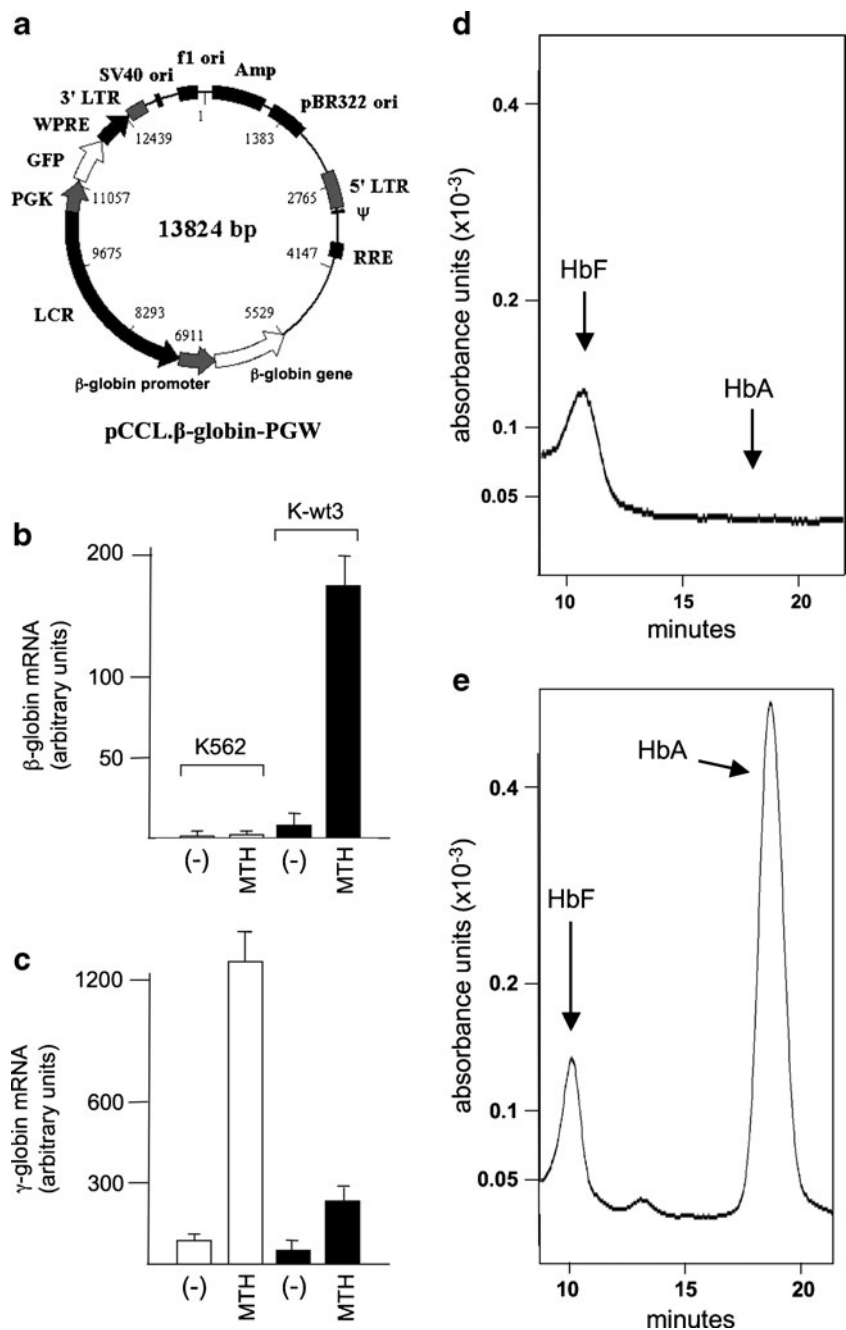 a
f1 ori
SV40 ori
Amp
3' LTR
pBR322 ori
WPRE
12439
1
1383
GFP
5' LTR
PGK
11057
2765
ψ
13824 bp
9675
4147
RRE
LCR
8293
6911
5529
β-globin promoter
β-globin gene
pCCL.β-globin-PGW
b
K-wt3
200
β-globin mRNA
(arbitrary units)
100
K562
50
(-)
MTH
(-)
MTH
c
1200
γ-globin mRNA
(arbitrary units)
600
300
(-)
MTH
(-)
MTH
d
0.4
absorbance units (x10-3)
HbF
0.2
HbA
0.1
0.05
10
15
20
minutes
e
HbA
0.4
absorbance units (x10-3)
HbF
0.2
0.1
0.05
10
15
20
minutes